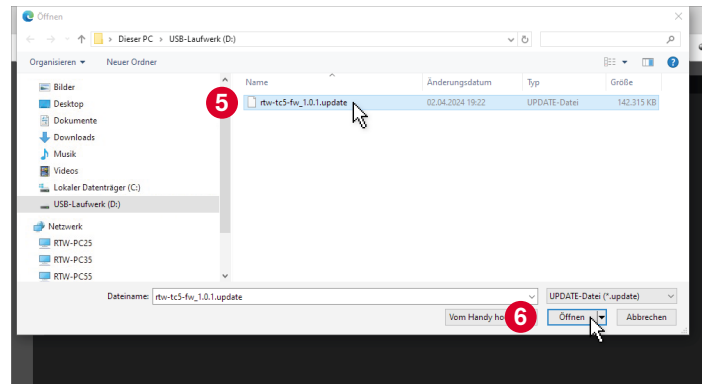 Öffnen
Dieser PC > USB-Laufwerk (D:)
Organisieren Neuer Ordner
Name Änderungsdatum Typ Größe
5 rtw-tc5-fw_1.0.1.update 02.04.2024 19:22 UPDATE-Datei 142.315 KB
Bilder
Desktop
Dokumente
Downloads
Musik
Videos
Lokaler Datenträger (C:)
USB-Laufwerk (D:)
Netzwerk
RTW-PC25
RTW-PC35
RTW-PC55
Dateiname: rtw-tc5-fw_1.0.1.update UPDATE-Datei (*.update)
Vom Handy 6 Öffnen Abbrechen